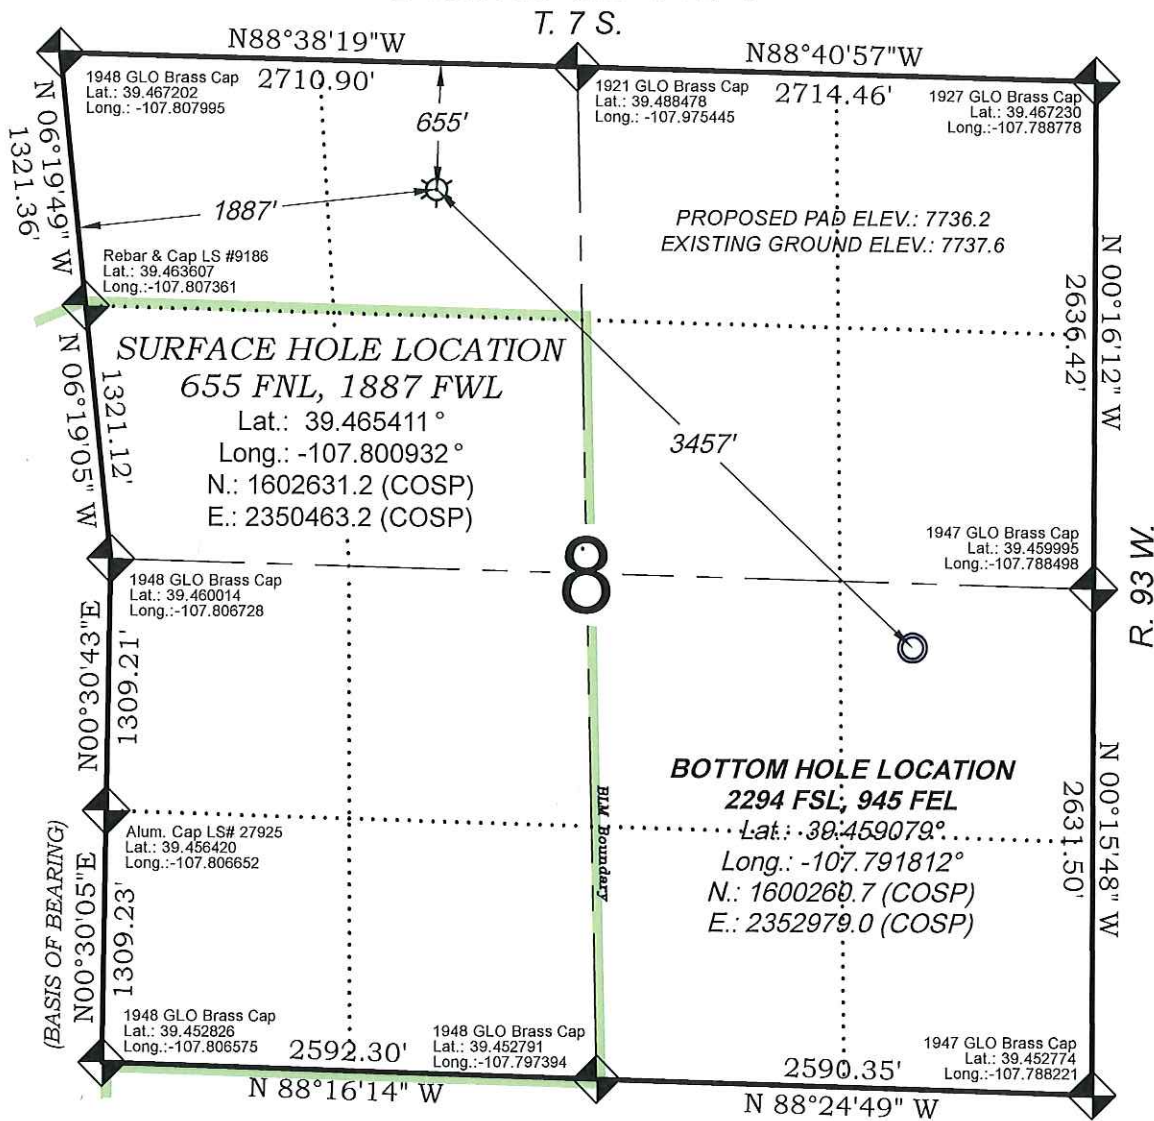 T. 7 S.
N88°38'19"W
N88°40'57"W
2710.90'
2714.46'
1948 GLO Brass Cap
Lat.: 39.467202
Long.: -107.807995
1921 GLO Brass Cap
Lat.: 39.488478
Long.: -107.975445
1927 GLO Brass Cap
Lat.: 39.467230
Long.:-107.788778
N 06°19'49" W
1321.36'
655'
1887'
PROPOSED PAD ELEV.: 7736.2
EXISTING GROUND ELEV.: 7737.6
Rebar & Cap LS #9186
Lat.: 39.463607
Long.:-107.807361
N 00°16'12" W
2636.42'
SURFACE HOLE LOCATION
655 FNL, 1887 FWL
Lat.: 39.465411°
Long.: -107.800932°
N.: 1602631.2 (COSP)
E.: 2350463.2 (COSP)
N 06°19'05" W
1321.12'
3457'
1947 GLO Brass Cap
Lat.: 39.459995
Long.:-107.788498
8
R. 93 W.
1948 GLO Brass Cap
Lat.: 39.460014
Long.:-107.806728
N00°30'43"E
1309.21'
BOTTOM HOLE LOCATION
2294 FSL, 945 FEL
Lat.: 39.459079°
Long.: -107.791812°
N.: 1600260.7 (COSP)
E.: 2352979.0 (COSP)
BLM Boundary
N 00°15'48" W
2631.50'
Alum. Cap LS# 27925
Lat.: 39.456420
Long.:-107.806652
(BASIS OF BEARING)
N00°30'05"E
1309.23'
1948 GLO Brass Cap
Lat.: 39.452826
Long.:-107.806575
2592.30'
N 88°16'14" W
1948 GLO Brass Cap
Lat.: 39.452791
Long.:-107.797394
2590.35'
N 88°24'49" W
1947 GLO Brass Cap
Lat.: 39.452774
Long.:-107.788221